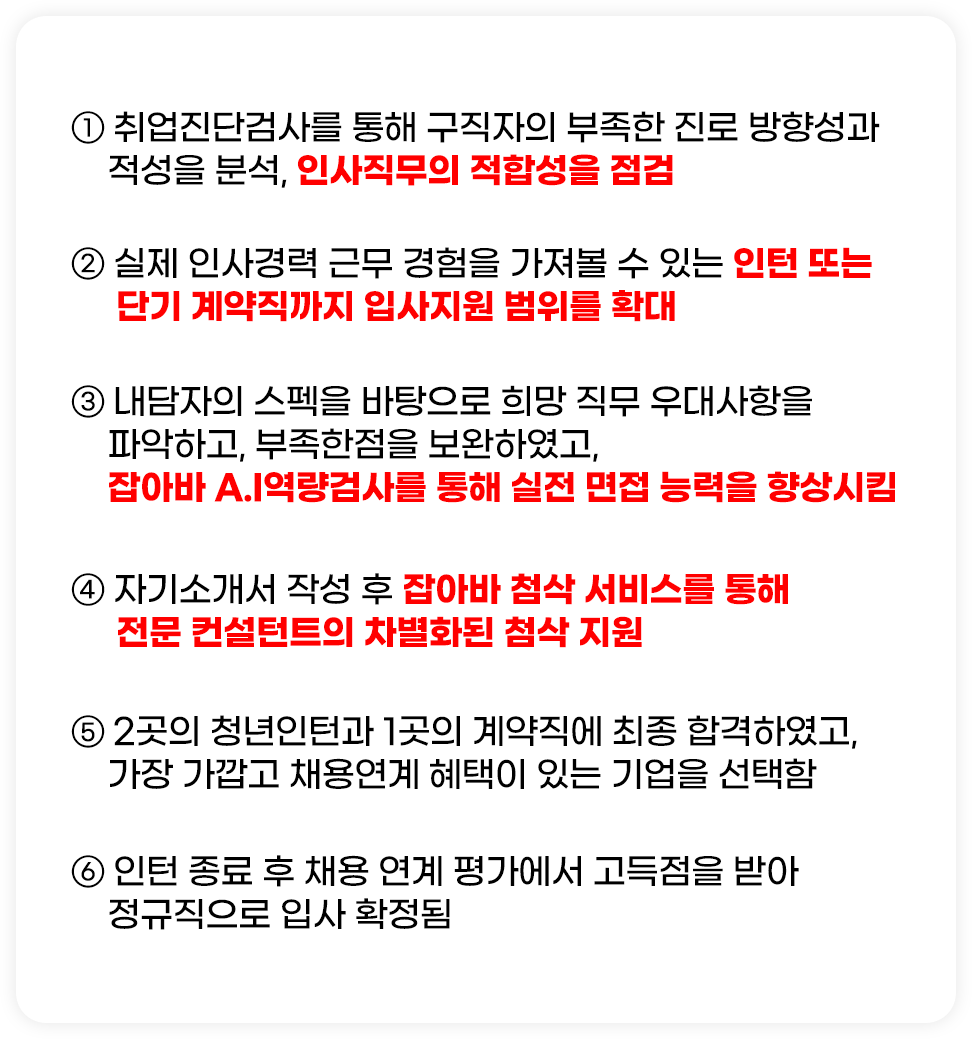 ① 취업진단검사를 통해 구직자의 부족한 진로 방향성과
적성을 분석, 인사직무의 적합성을 점검
② 실제 인사경력 근무 경험을 가져볼 수 있는 인턴 또는
단기 계약직까지 입사지원 범위를 확대
③ 내담자의 스펙을 바탕으로 희망 직무 우대사항을
파악하고, 부족한점을 보완하였고,
잡아바 A.I역량검사를 통해 실전 면접 능력을 향상시킴
④ 자기소개서 작성 후 잡아바 첨삭 서비스를 통해
전문 컨설턴트의 차별화된 첨삭 지원
⑤ 2곳의 청년인턴과 1곳의 계약직에 최종 합격하였고,
가장 가깝고 채용연계 혜택이 있는 기업을 선택함
⑥ 인턴 종료 후 채용 연계 평가에서 고득점을 받아
정규직으로 입사 확정됨